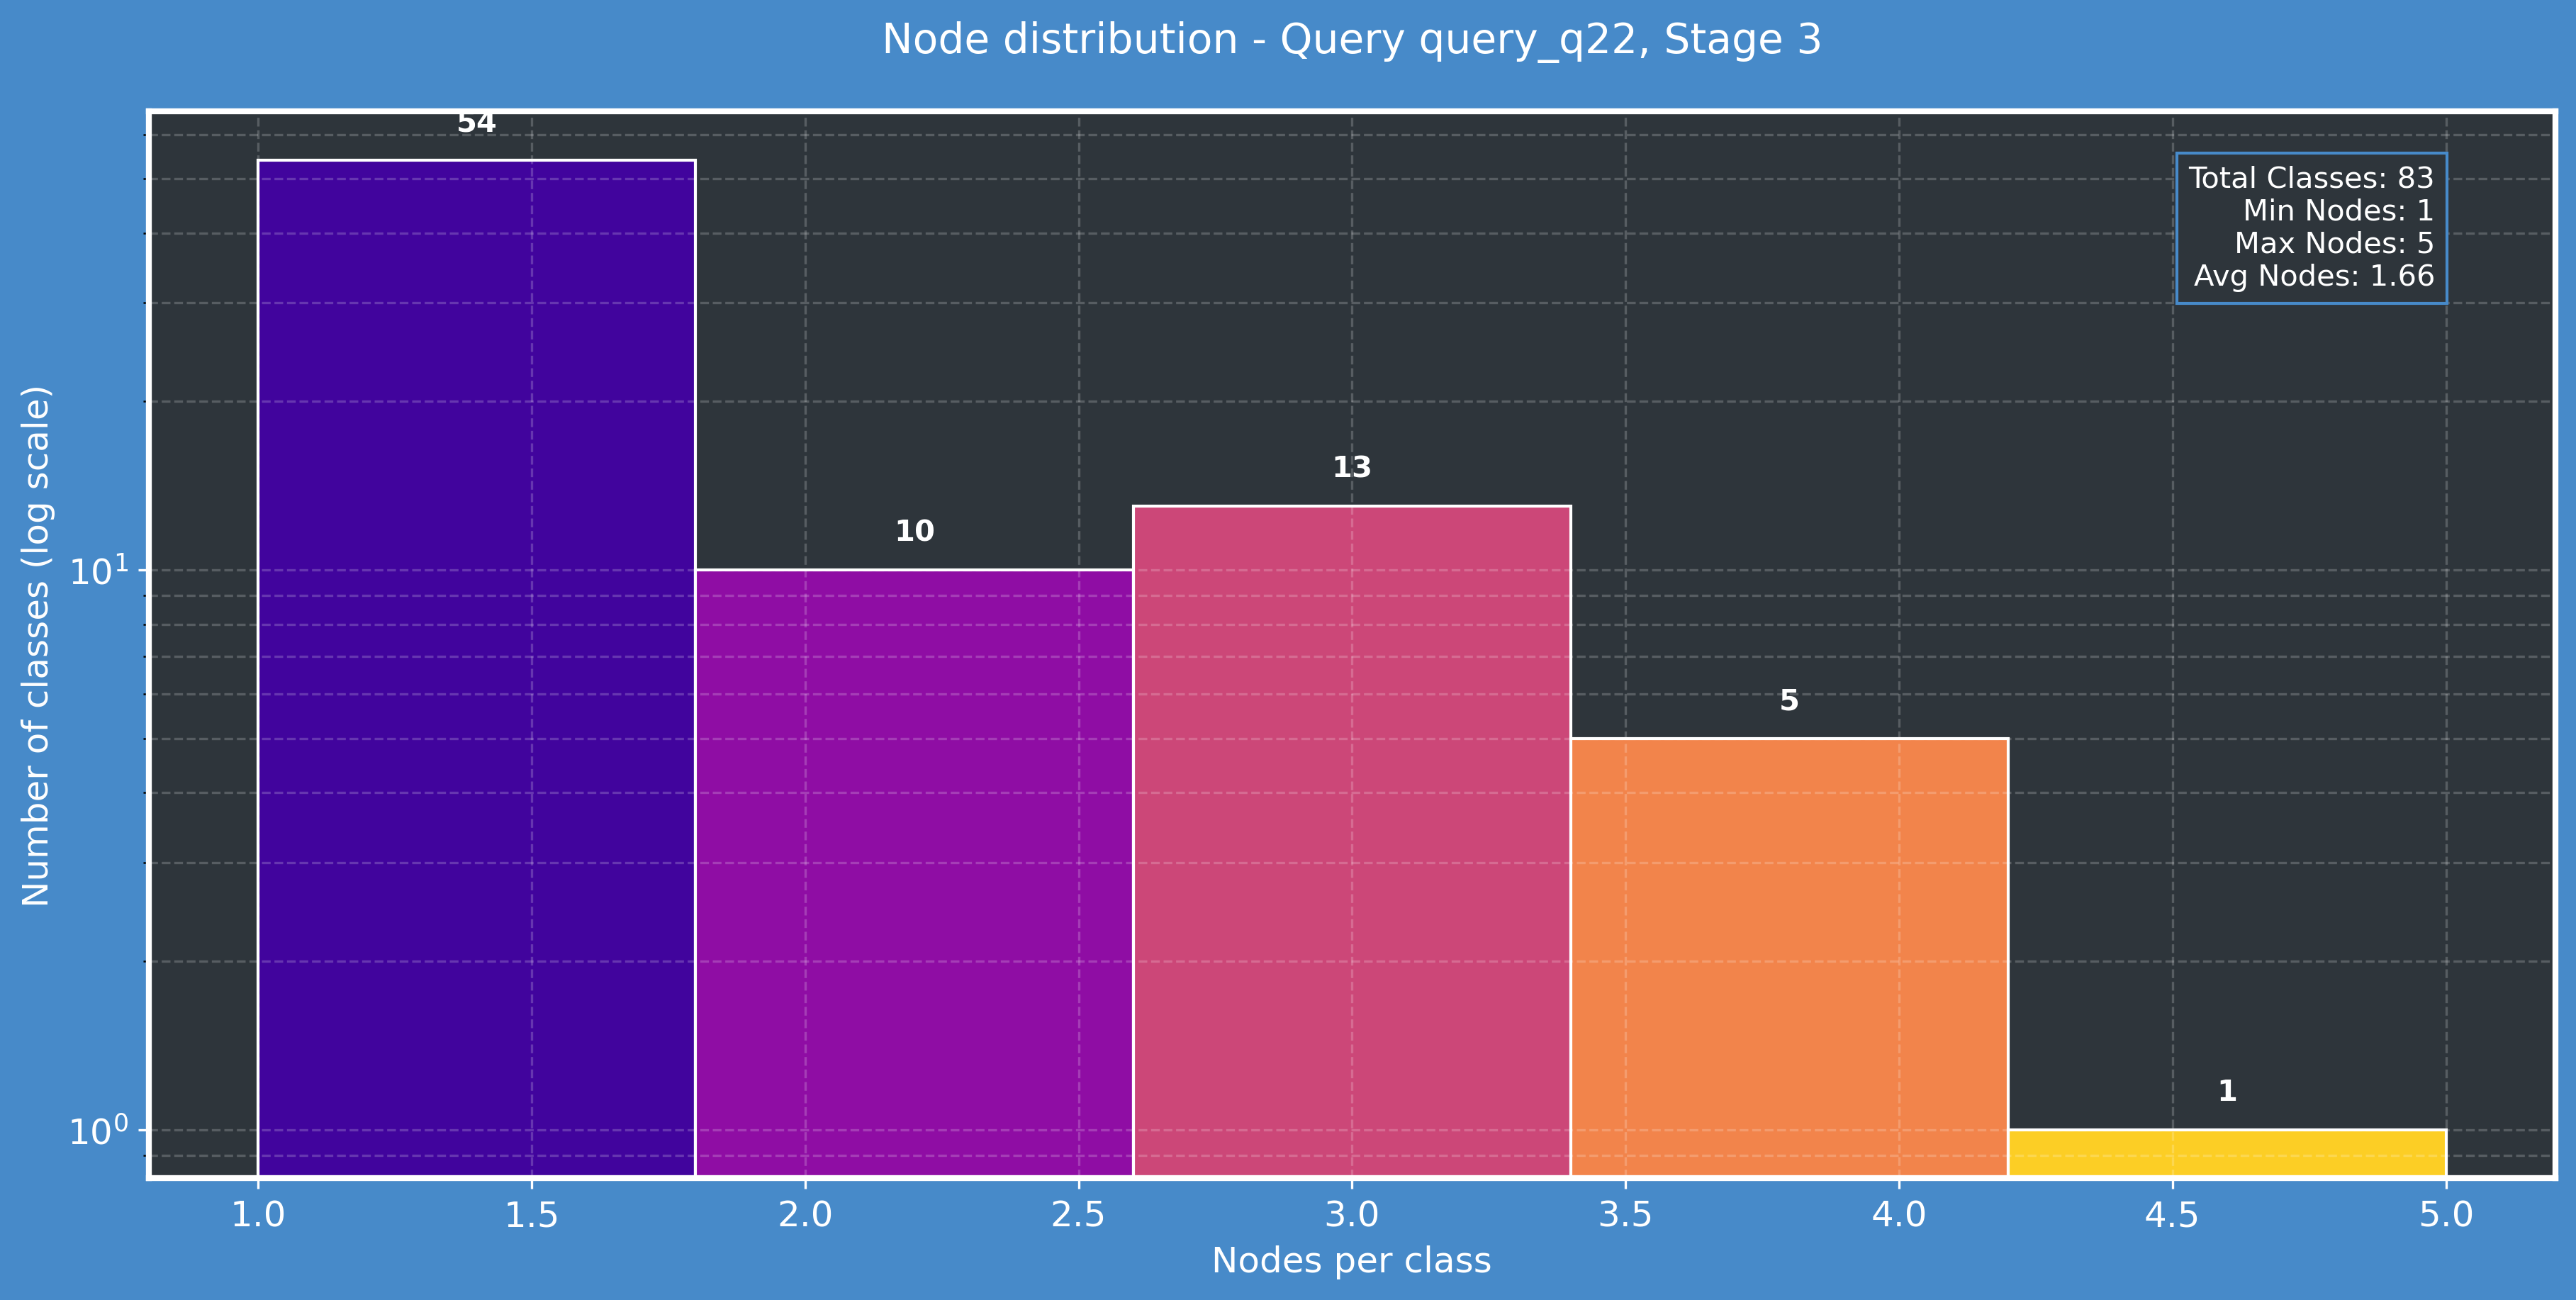 Node distribution - Query query_q22, Stage 3
54
Total Classes: 83
Min Nodes: 1
Max Nodes: 5
Avg Nodes: 1.66
13
10
5
1
Number of classes (log scale)
10¹
10⁰
1.0 1.5 2.0 2.5 3.0 3.5 4.0 4.5 5.0
Nodes per class